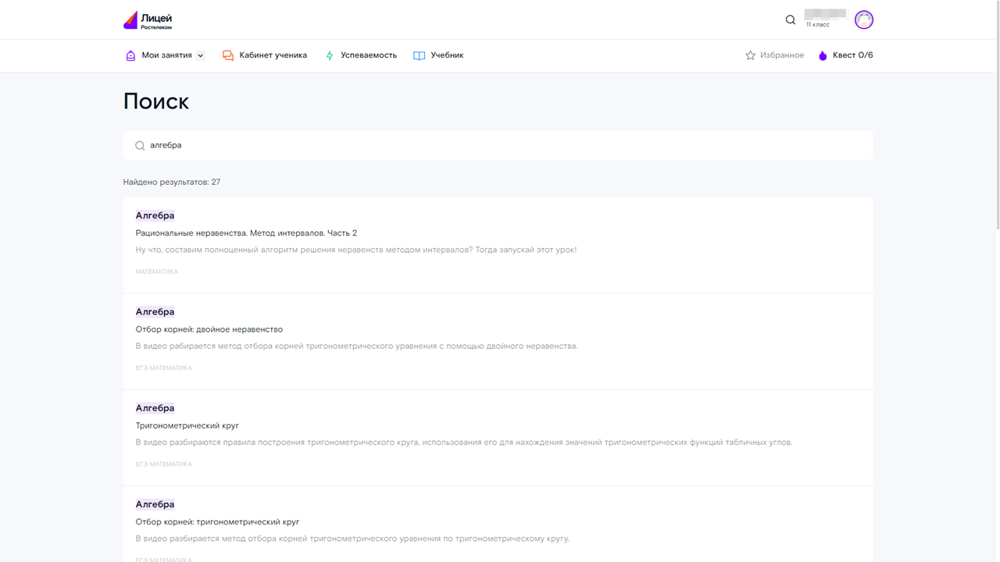 Лицей
Ростелеком
11 класс
Мои занятия
Кабинет ученика
Успеваемость
Учебник
Избранное
Квест 0/6
Поиск
алгебра
Найдено результатов: 27
Алгебра
Рациональные неравенства. Метод интервалов. Часть 2
Ну что, составим полноценный алгоритм решения неравенств методом интервалов? Тогда запускай этот урок!
МАТЕМАТИКА
Алгебра
Отбор корней: двойное неравенство
В видео рабирается метод отбора корней тригонометрического уравнения с помощью двойного неравенства.
ЕГЭ МАТЕМАТИКА
Алгебра
Тригонометрический круг
В видео разбираются правила построения тригонометрического круга, использования его для нахождения значений тригонометрических функций табличных углов.
ЕГЭ МАТЕМАТИКА
Алгебра
Отбор корней: тригонометрический круг
В видео разбирается метод отбора корней тригонометрического уравнения по тригонометрическому кругу.
ЕГЭ МАТЕМАТИКА